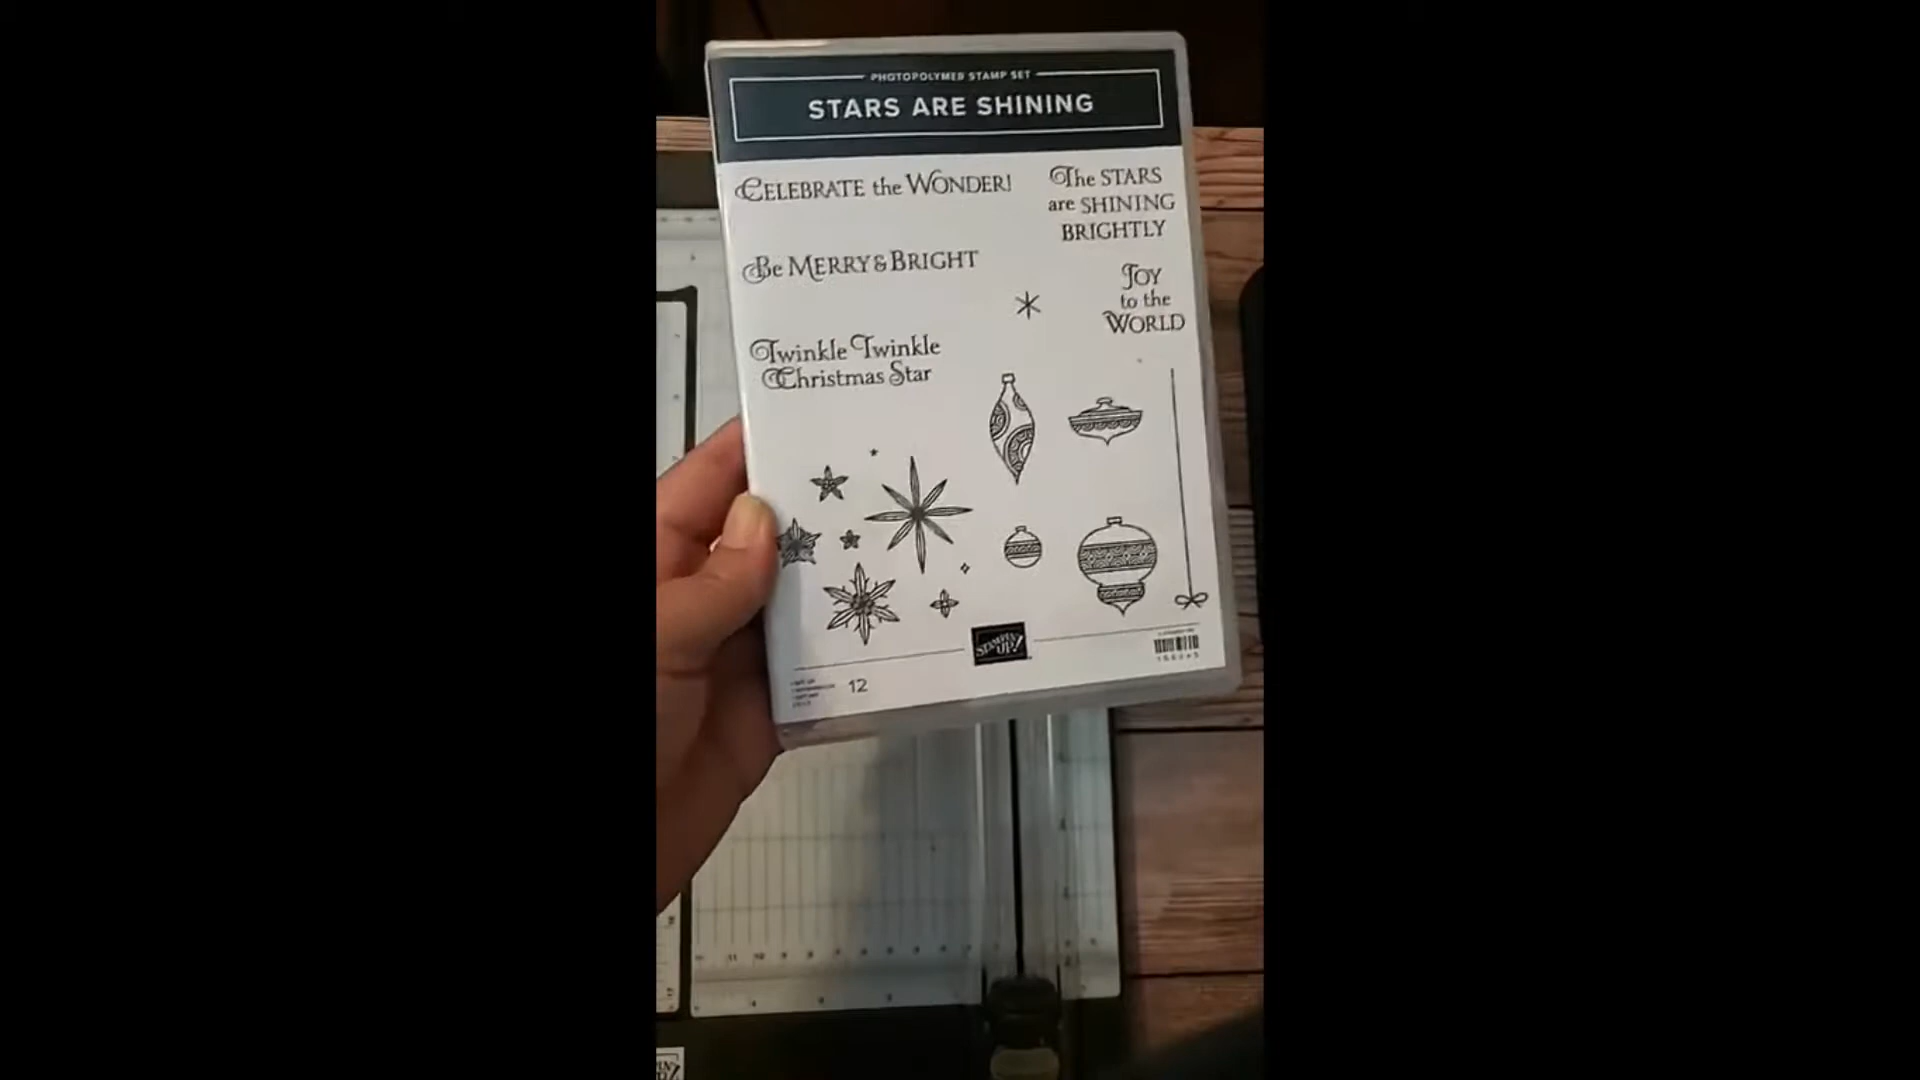 PHOTOPOLYMER STAMP SET
STARS ARE SHINING
CELEBRATE the WONDER!
The STARS
are SHINING
BRIGHTLY
Be MERRY & BRIGHT
JOY
to the
WORLD
Twinkle Twinkle
Christmas Star
STAMPIN'
UP!
12